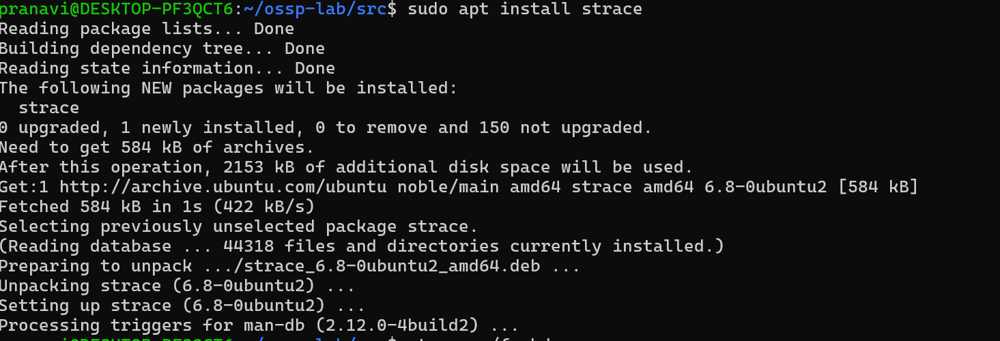 pranavi@DESKTOP-PF3QCT6:~/ossp-lab/src$ sudo apt install strace
Reading package lists... Done
Building dependency tree... Done
Reading state information... Done
The following NEW packages will be installed:
  strace
0 upgraded, 1 newly installed, 0 to remove and 150 not upgraded.
Need to get 584 kB of archives.
After this operation, 2153 kB of additional disk space will be used.
Get:1 http://archive.ubuntu.com/ubuntu noble/main amd64 strace amd64 6.8-0ubuntu2 [584 kB]
Fetched 584 kB in 1s (422 kB/s)
Selecting previously unselected package strace.
(Reading database ... 44318 files and directories currently installed.)
Preparing to unpack .../strace_6.8-0ubuntu2_amd64.deb ...
Unpacking strace (6.8-0ubuntu2) ...
Setting up strace (6.8-0ubuntu2) ...
Processing triggers for man-db (2.12.0-4build2) ...